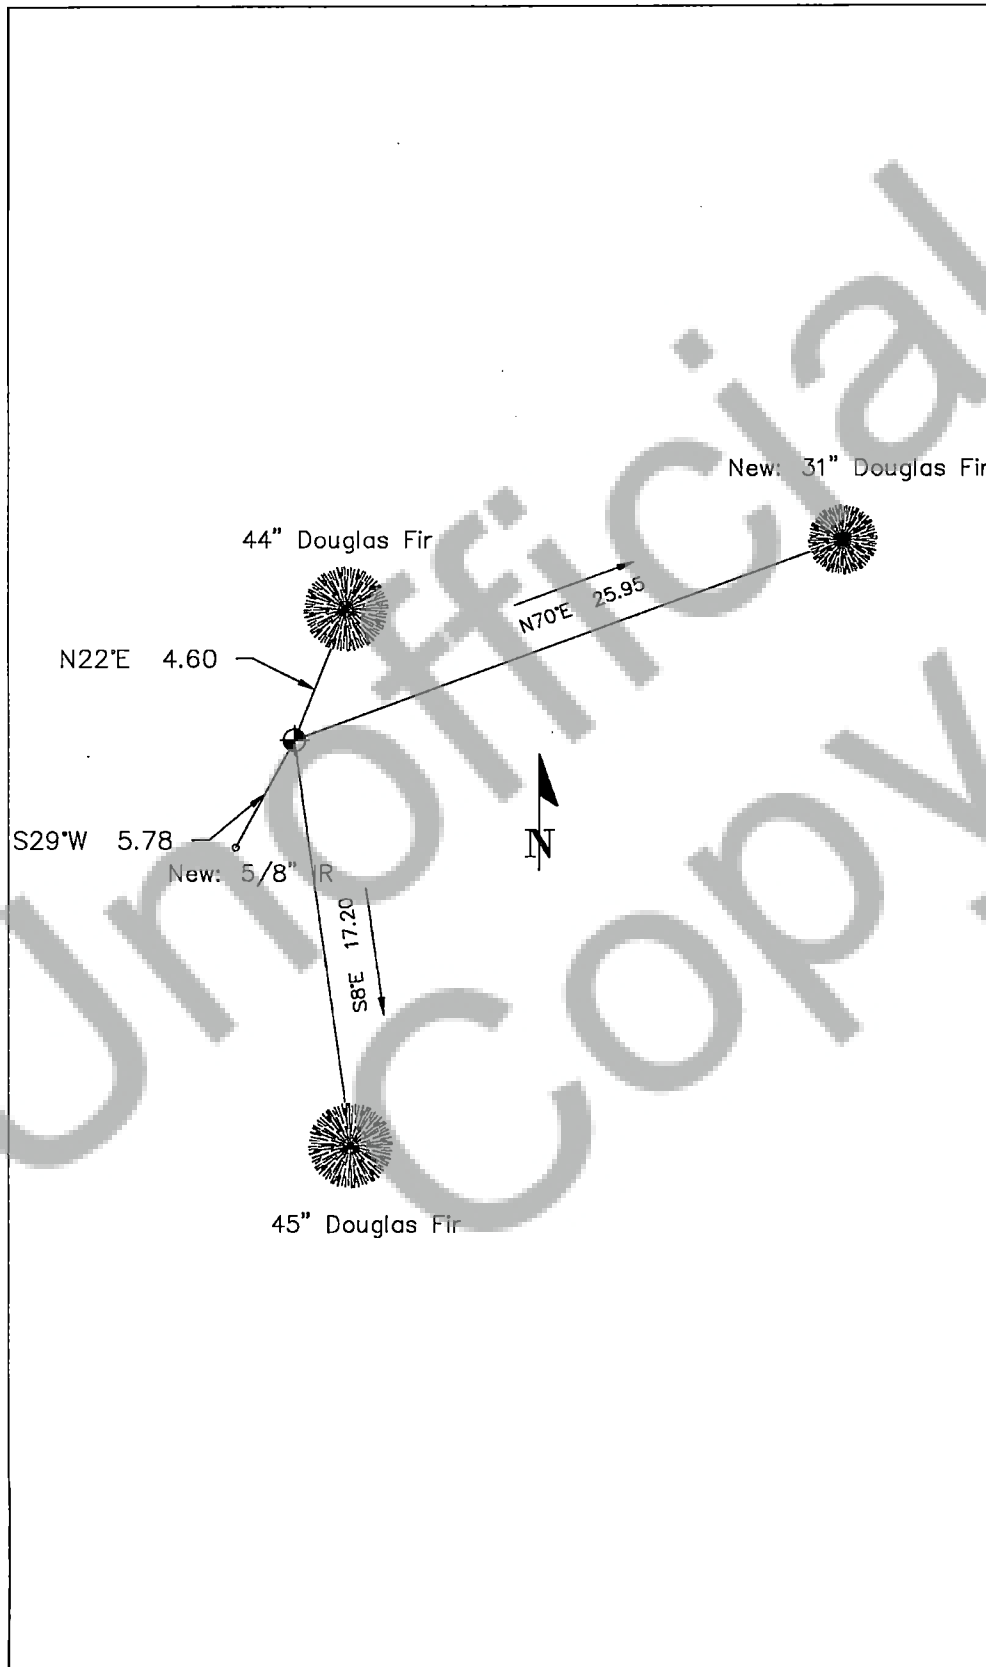 New: 31" Douglas Fir
44" Douglas Fir
N70°E 25.95
N22°E 4.60
S29°W 5.78
New: 5/8" IR
N
S8°E 17.20
45" Douglas Fir
Unofficial
Copy